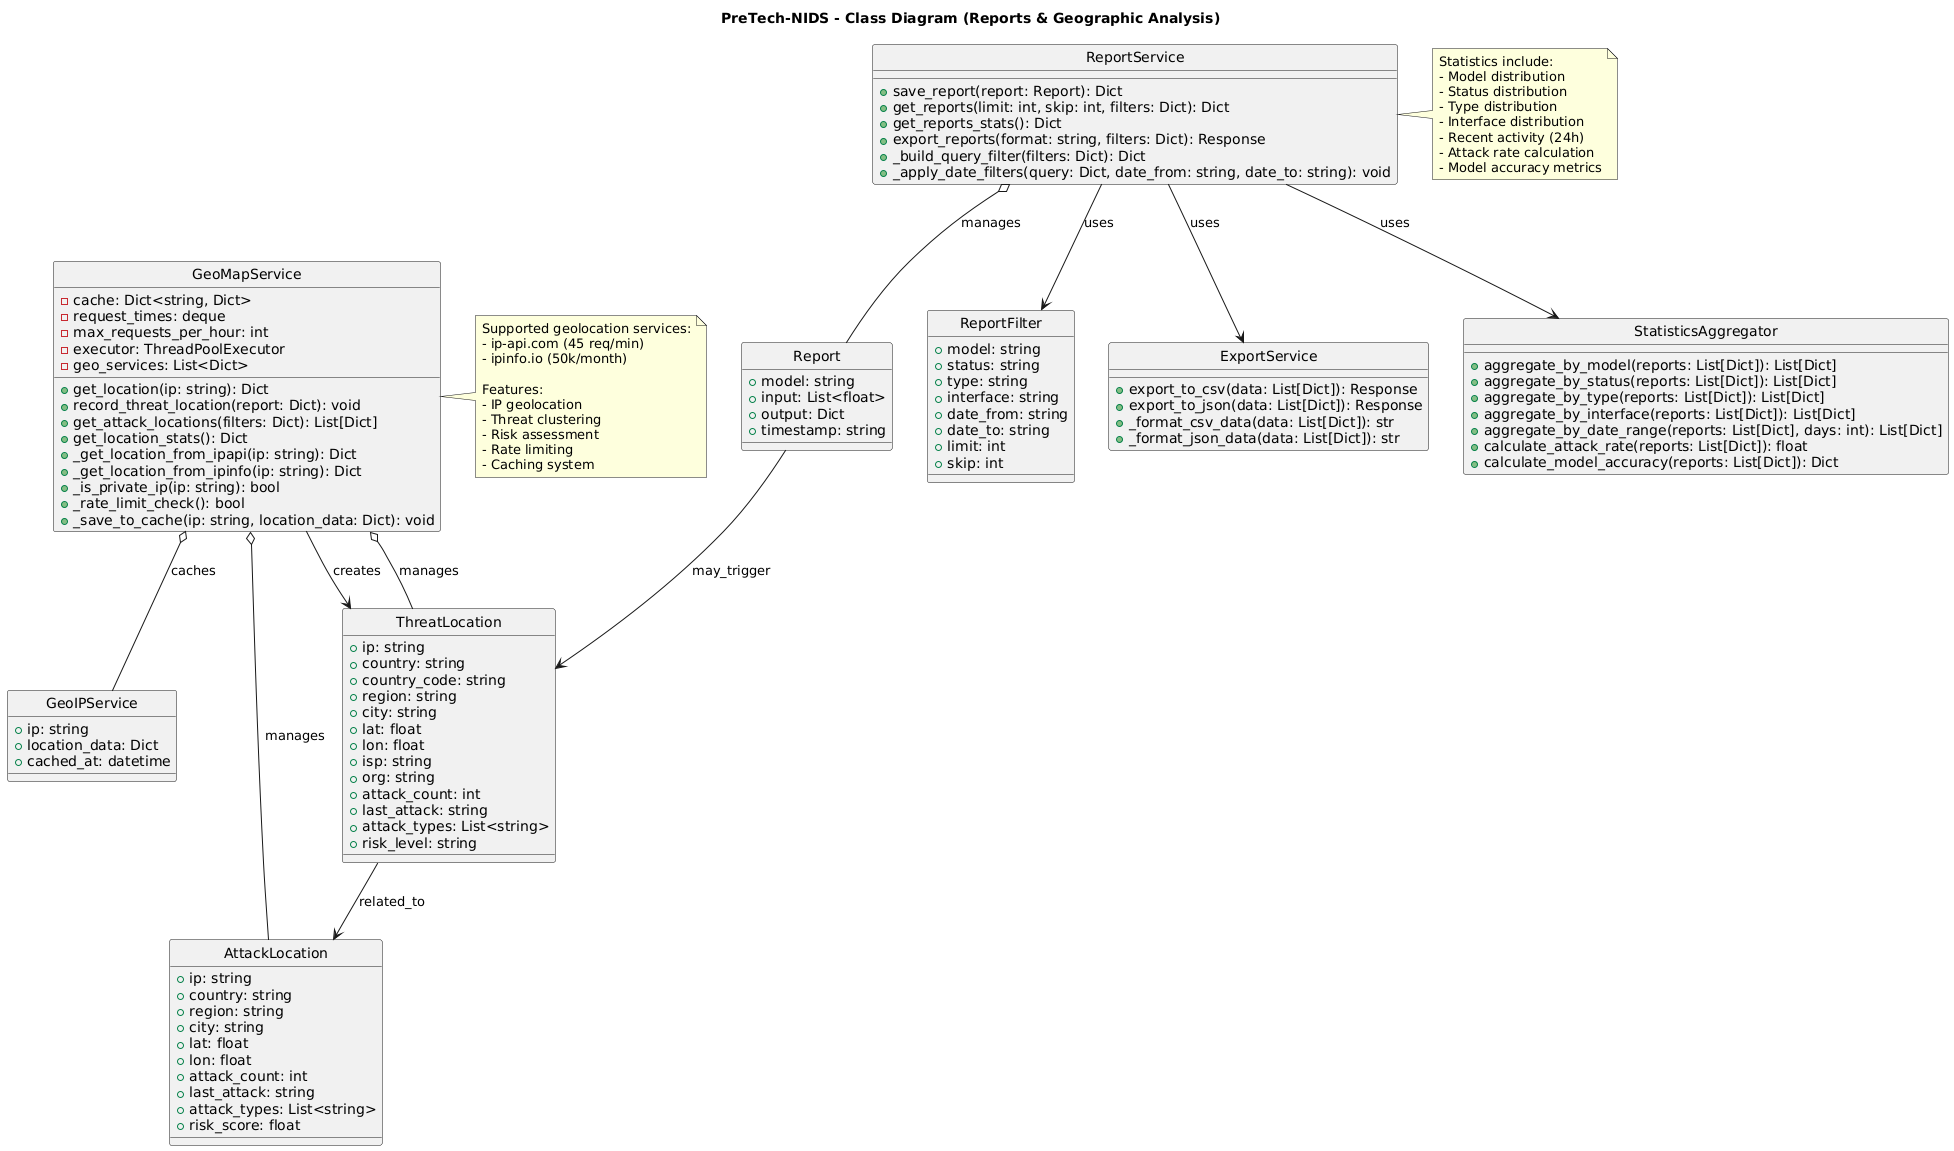 PreTech-NIDS - Class Diagram (Reports & Geographic Analysis)
ReportService
save_report(report: Report): Dict
get_reports(limit: int, skip: int, filters: Dict): Dict
get_reports_stats(): Dict
export_reports(format: string, filters: Dict): Response
_build_query_filter(filters: Dict): Dict
_apply_date_filters(query: Dict, date_from: string, date_to: string): void
Statistics include:
- Model distribution
- Status distribution
- Type distribution
- Interface distribution
- Recent activity (24h)
- Attack rate calculation
- Model accuracy metrics
manages
uses
uses
uses
GeoMapService
cache: Dict<string, Dict>
request_times: deque
max_requests_per_hour: int
executor: ThreadPoolExecutor
geo_services: List<Dict>
get_location(ip: string): Dict
record_threat_location(report: Dict): void
get_attack_locations(filters: Dict): List[Dict]
get_location_stats(): Dict
_get_location_from_ipapi(ip: string): Dict
_get_location_from_ipinfo(ip: string): Dict
_is_private_ip(ip: string): bool
_rate_limit_check(): bool
_save_to_cache(ip: string, location_data: Dict): void
Supported geolocation services:
- ip-api.com (45 req/min)
- ipinfo.io (50k/month)
Features:
- IP geolocation
- Threat clustering
- Risk assessment
- Rate limiting
- Caching system
Report
model: string
input: List<float>
output: Dict
timestamp: string
ReportFilter
model: string
status: string
type: string
interface: string
date_from: string
date_to: string
limit: int
skip: int
ExportService
export_to_csv(data: List[Dict]): Response
export_to_json(data: List[Dict]): Response
_format_csv_data(data: List[Dict]): str
_format_json_data(data: List[Dict]): str
StatisticsAggregator
aggregate_by_model(reports: List[Dict]): List[Dict]
aggregate_by_status(reports: List[Dict]): List[Dict]
aggregate_by_type(reports: List[Dict]): List[Dict]
aggregate_by_interface(reports: List[Dict]): List[Dict]
aggregate_by_date_range(reports: List[Dict], days: int): List[Dict]
calculate_attack_rate(reports: List[Dict]): float
calculate_model_accuracy(reports: List[Dict]): Dict
caches
creates
manages
may_trigger
manages
GeoIPService
ip: string
location_data: Dict
cached_at: datetime
ThreatLocation
ip: string
country: string
country_code: string
region: string
city: string
lat: float
lon: float
isp: string
org: string
attack_count: int
last_attack: string
attack_types: List<string>
risk_level: string
related_to
AttackLocation
ip: string
country: string
region: string
city: string
lat: float
lon: float
attack_count: int
last_attack: string
attack_types: List<string>
risk_score: float